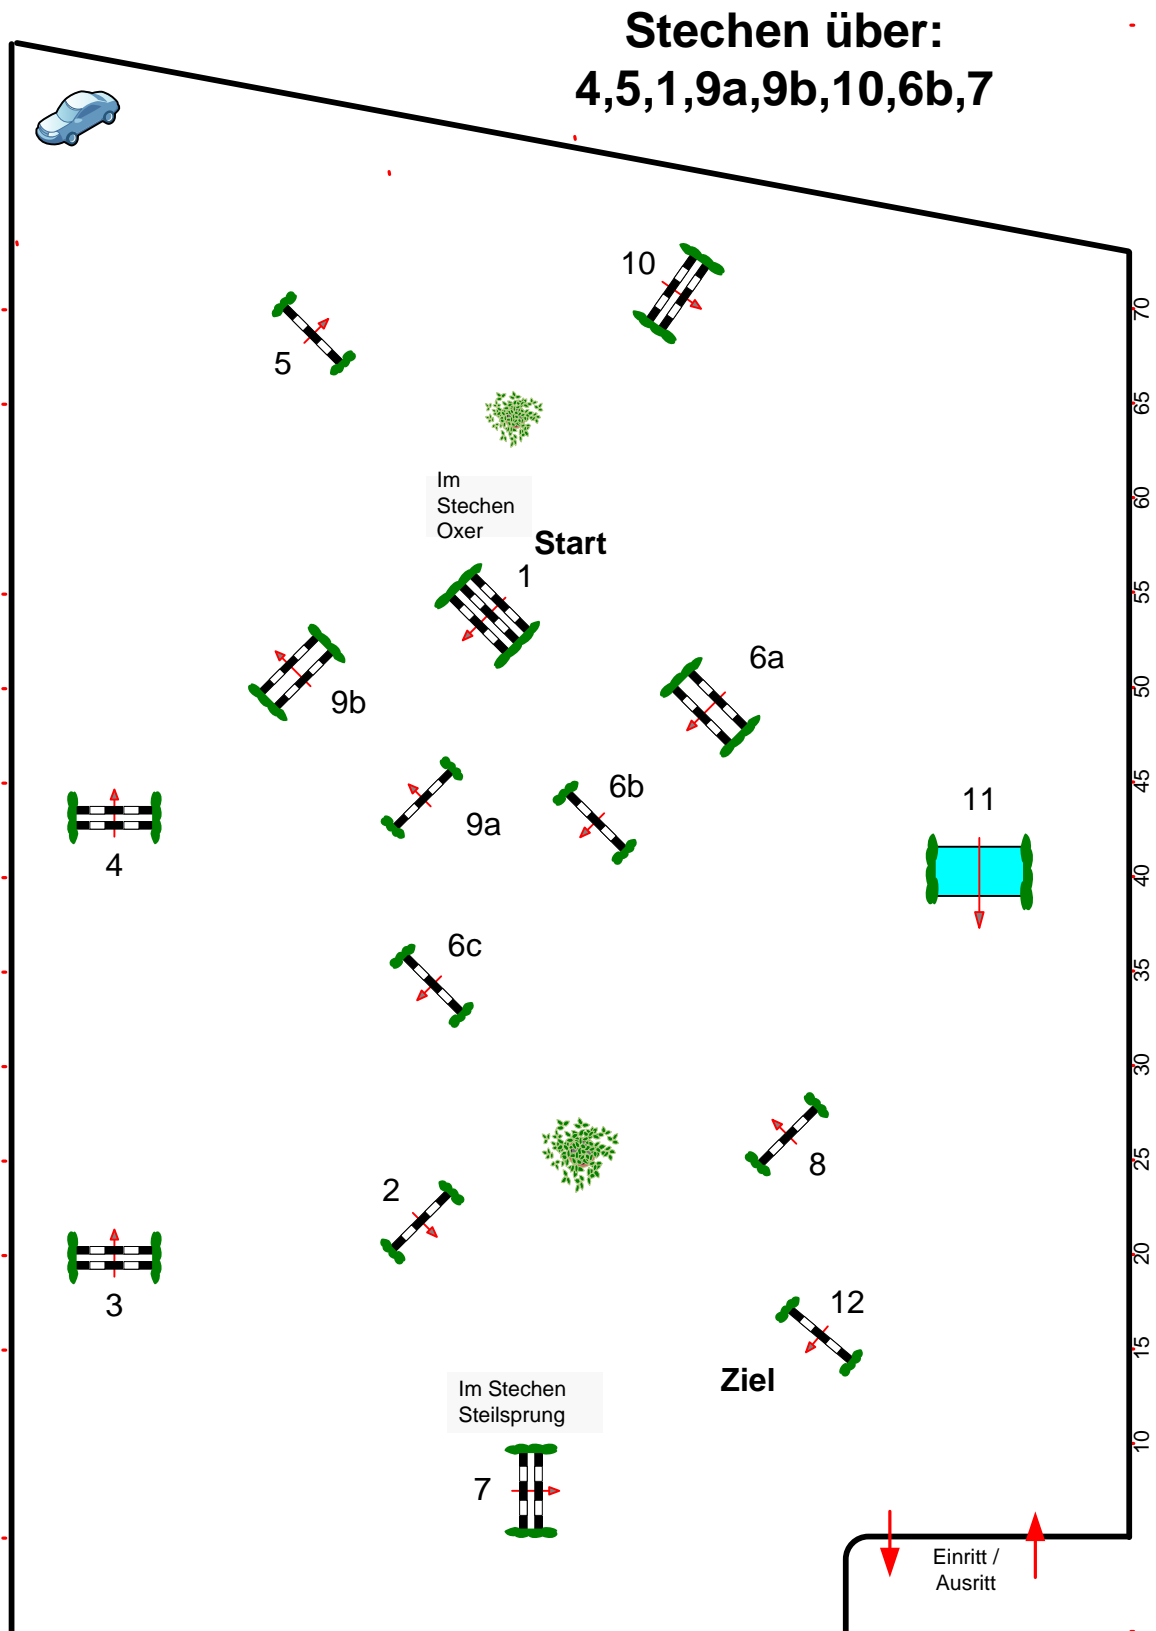 Stechen über:
4,5,1,9a,9b,10,6b,7
10
5
70
65
Im
Stechen
Oxer
Start
60
1
55
6a
9b
50
6b
9a
45
11
4
40
6c
35
30
8
25
2
20
3
12
15
Ziel
Im Stechen
Steilsprung
10
7
Einritt /
Ausritt